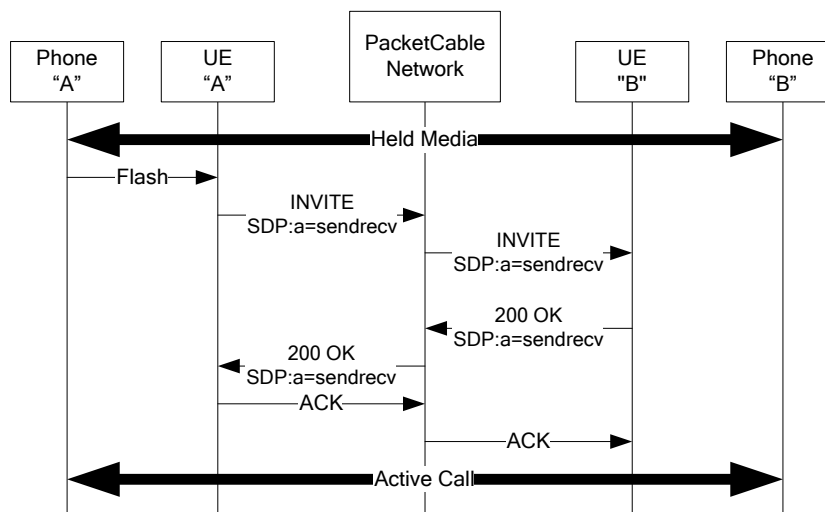 Phone
“A”
UE
“A”
PacketCable
Network
UE
"B"
Phone
“B”
Held Media
Flash
INVITE
SDP:a=sendrecv
INVITE
SDP:a=sendrecv
200 OK
SDP:a=sendrecv
200 OK
SDP:a=sendrecv
ACK
ACK
Active Call